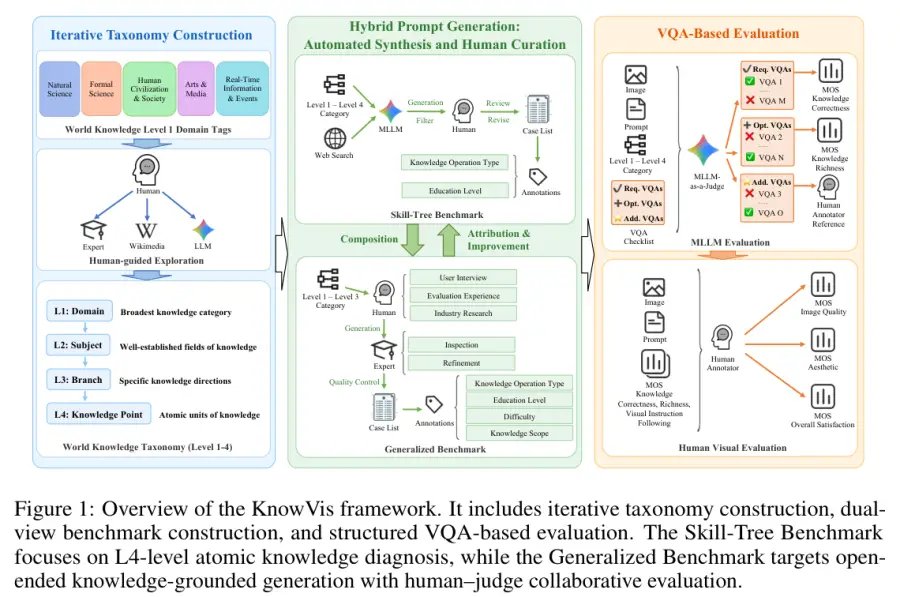 Iterative Taxonomy Construction
Natural
Science
Formal
Science
Human
Civilization
& Society
Arts &
Media
Real-Time
Information
& Events
World Knowledge Level 1 Domain Tags
Human
Expert
Wikimedia
LLM
Human-guided Exploration
L1: Domain
Broadest knowledge category
L2: Subject
Well-established fields of knowledge
L3: Branch
Specific knowledge directions
L4: Knowledge Point
Atomic units of knowledge
World Knowledge Taxonomy (Level 1-4)
Hybrid Prompt Generation:
Automated Synthesis and Human Curation
Level 1 – Level 4
Category
Web Search
MLLM
Generation
Filter
Human
Review
Revise
Case List
Knowledge Operation Type
Education Level
Annotations
Skill-Tree Benchmark
Composition
Attribution &
Improvement
Level 1 – Level 3
Category
Human
User Interview
Evaluation Experience
Industry Research
Generation
Expert
Inspection
Refinement
Quality Control
Case List
Annotations
Knowledge Operation Type
Education Level
Difficulty
Knowledge Scope
Generalized Benchmark
VQA-Based Evaluation
Image
Prompt
Level 1 – Level 4
Category
Req. VQAs
Opt. VQAs
Add. VQAs
VQA
Checklist
MLLM-
as-a-Judge
Req. VQAs
VQA 1
......
VQA M
MOS
Knowledge
Correctness
Opt. VQAs
VQA 2
......
VQA N
MOS
Knowledge
Richness
Add. VQAs
VQA 3
......
VQA O
Human
Annotator
Reference
MLLM Evaluation
Image
Prompt
MOS
Knowledge
Correctness, Richness,
Visual Instruction
Following
Human
Annotator
MOS
Image Quality
MOS
Aesthetic
MOS
Overall Satisfaction
Human Visual Evaluation
Figure 1: Overview of the KnowVis framework. It includes iterative taxonomy construction, dual-
view benchmark construction, and structured VQA-based evaluation. The Skill-Tree Benchmark
focuses on L4-level atomic knowledge diagnosis, while the Generalized Benchmark targets open-
ended knowledge-grounded generation with human–judge collaborative evaluation.